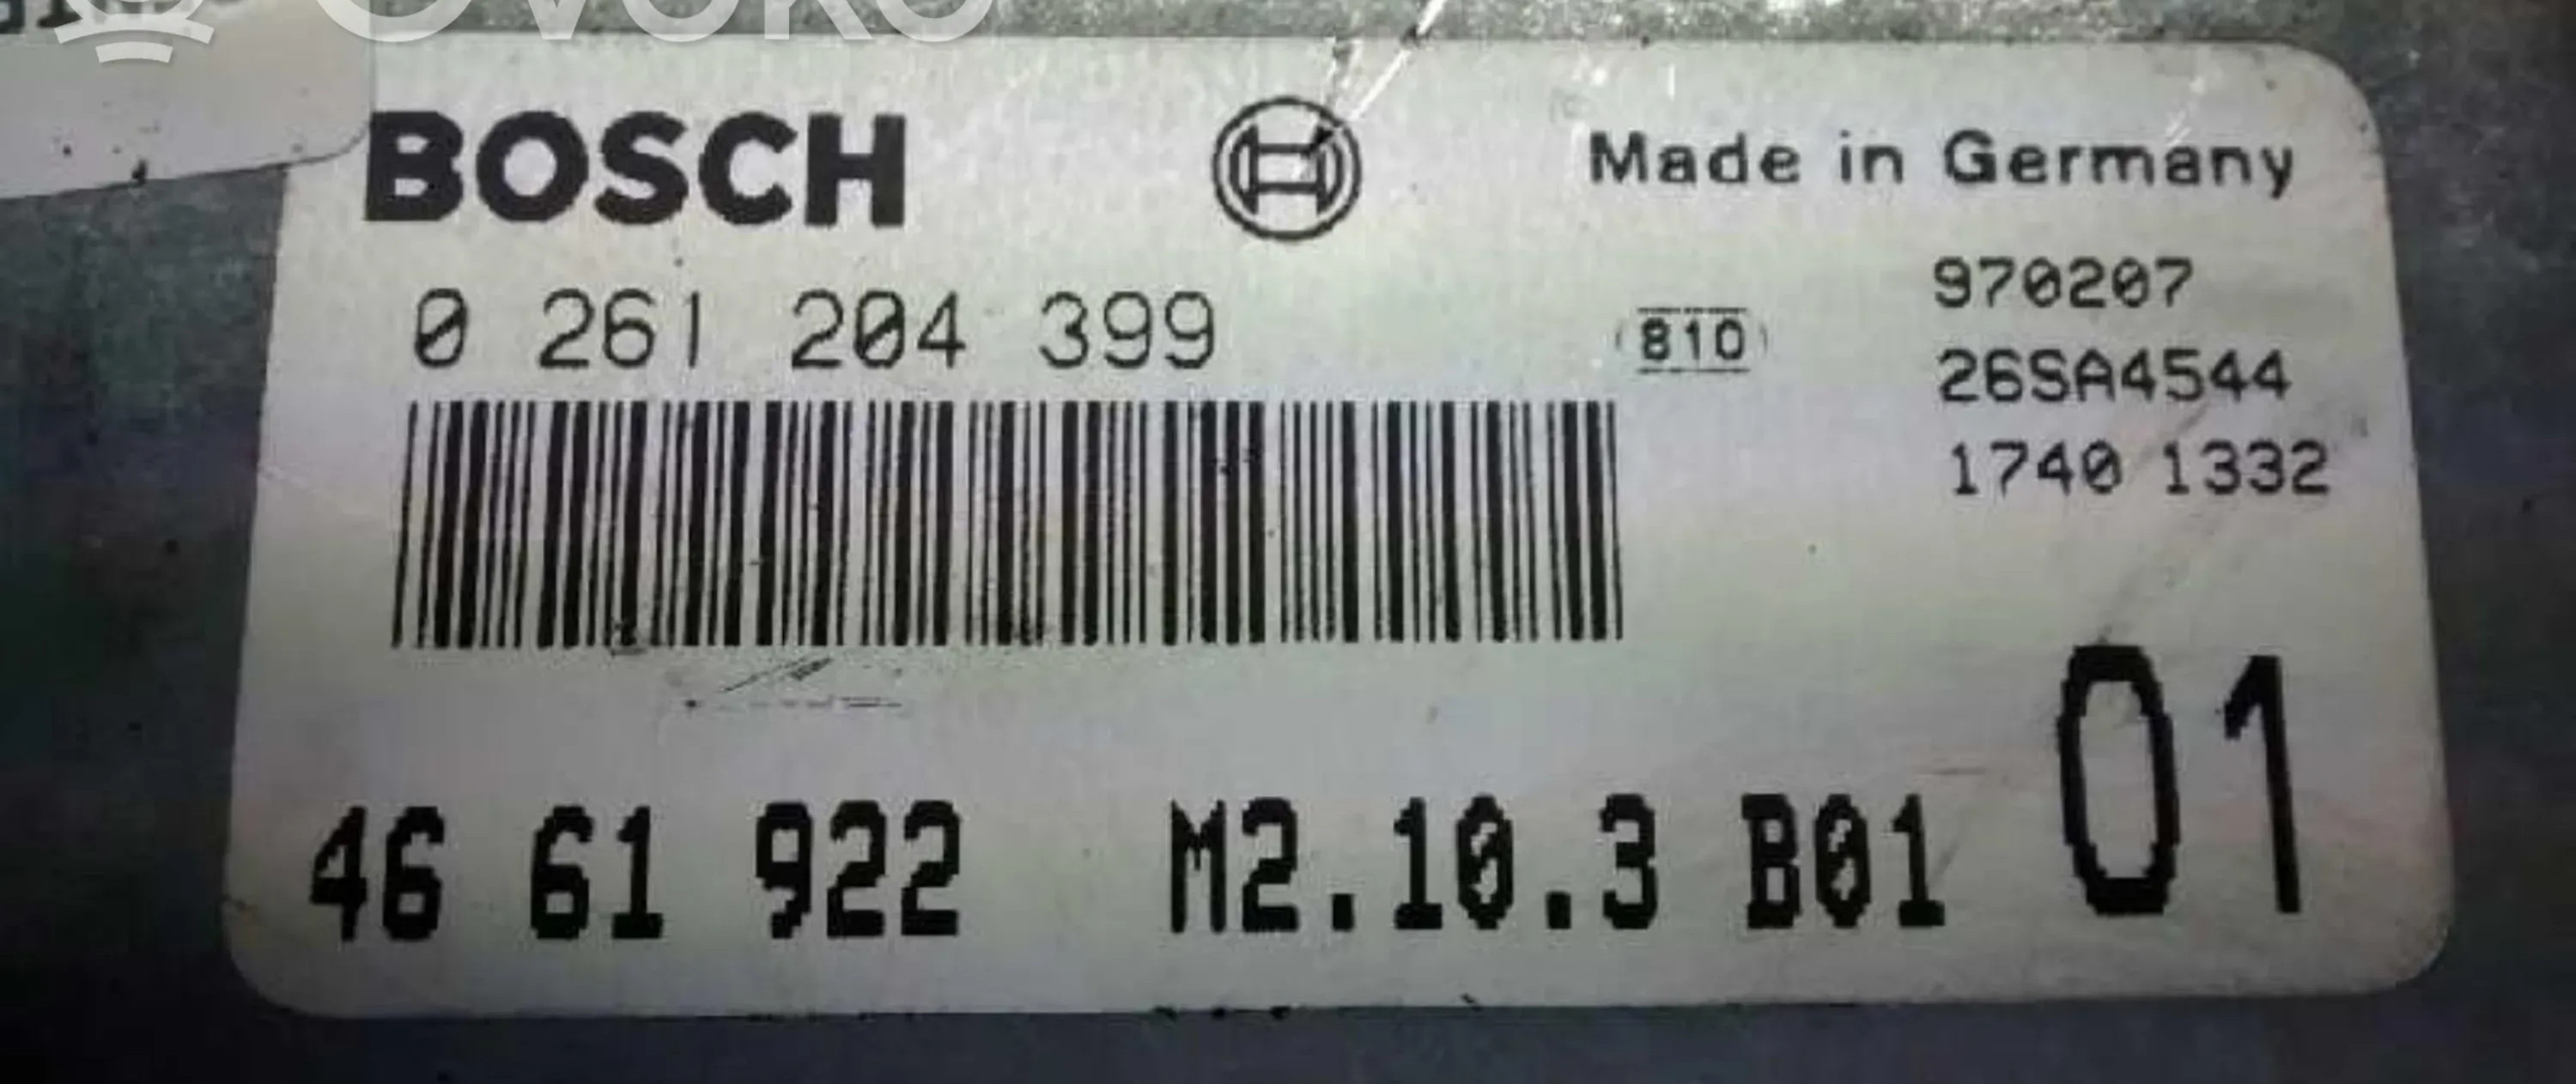 OVOKO
BOSCH
Made in Germany
0 261 204 399
810
970207
26SA4544
1740 1332
46 61 922 M2.10.3 B01 01